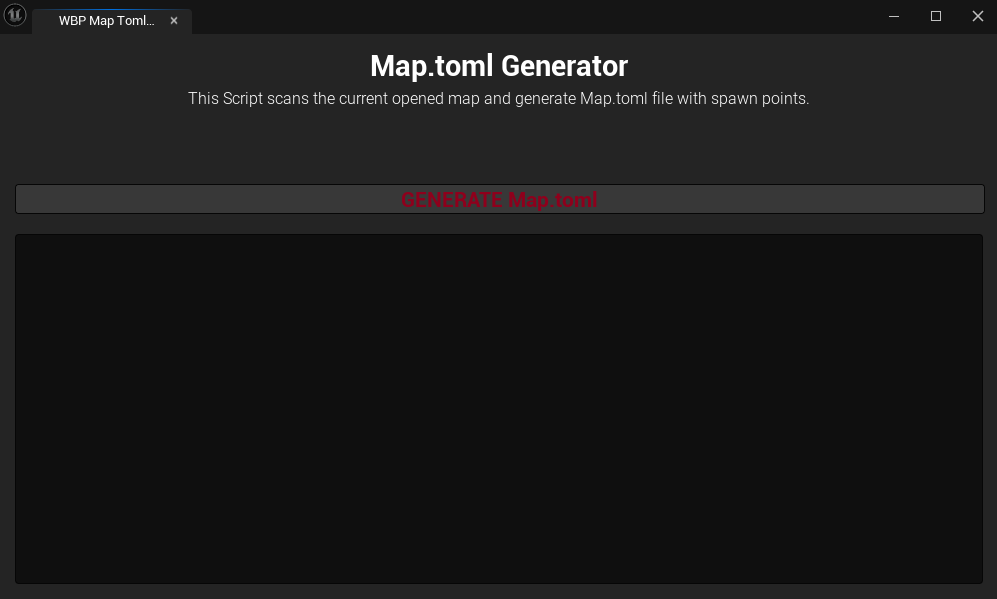 WBP Map Toml...
Map.toml Generator
This Script scans the current opened map and generate Map.toml file with spawn points.
GENERATE Map.toml